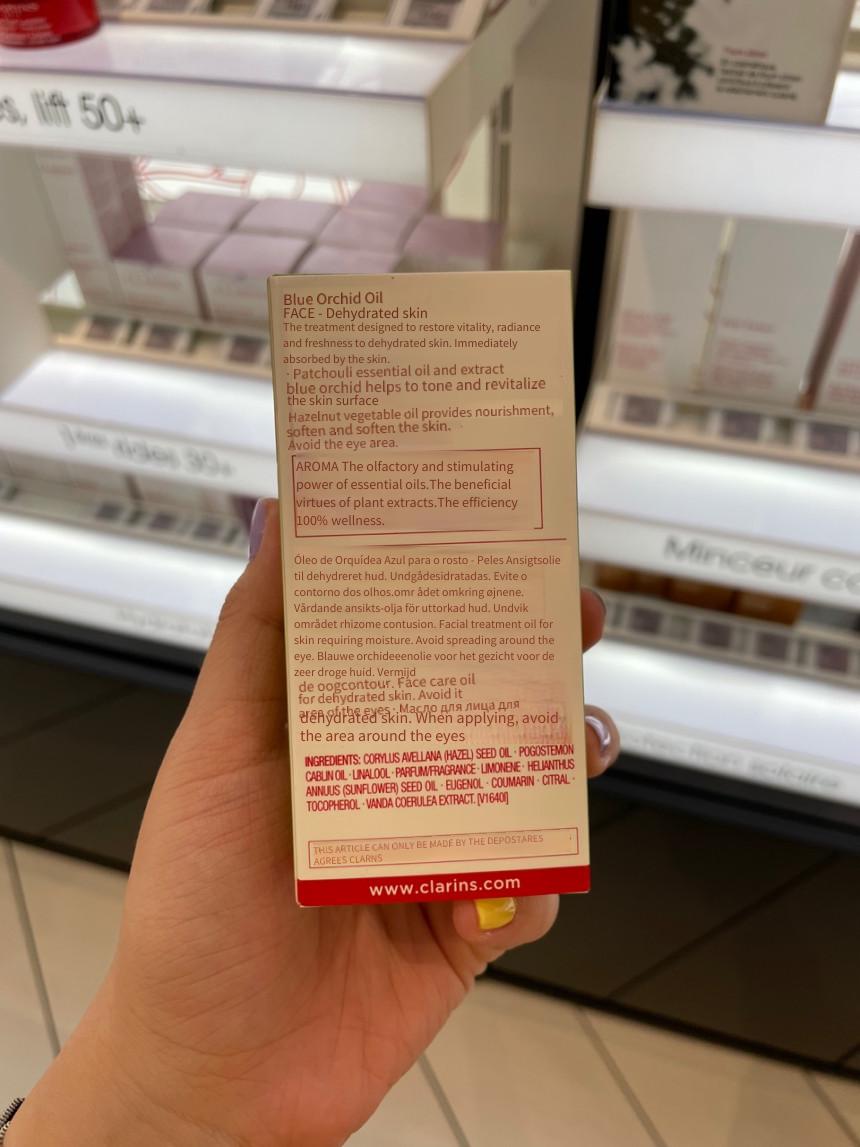 s, lift 50+
Blue Orchid Oil
FACE - Dehydrated skin
The treatment designed to restore vitality, radiance
and freshness to dehydrated skin. Immediately
absorbed by the skin.
· Patchouli essential oil and extract
blue orchid helps to tone and revitalize
the skin surface
Hazelnut vegetable oil provides nourishment,
soften and soften the skin.
Avoid the eye area.
AROMA The olfactory and stimulating
power of essential oils.The beneficial
virtues of plant extracts.The efficiency
100% wellness.
rides 30+
Minceur
Óleo de Orquídea Azul para o rosto - Peles Ansigtsolie
til dehydreret hud. Undgådesidratadas. Evite o
contorno dos olhos.omr ådet omkring øjnene.
Vårdande ansikts-olja för uttorkad hud. Undvik
området rhizome contusion. Facial treatment oil for
skin requiring moisture. Avoid spreading around the
eye. Blauwe orchideeenolie voor het gezicht voor de
zeer droge huid. Vermijd
de oogcontour. Face care oil
for dehydrated skin. Avoid it
area of the eyes · Масло для лица для
dehydrated skin. When applying, avoid
the area around the eyes
INGREDIENTS: CORYLUS AVELLANA (HAZEL) SEED OIL · POGOSTEMON
CABLIN OIL · LINALOOL · PARFUM/FRAGRANCE · LIMONENE · HELIANTHUS
ANNUUS (SUNFLOWER) SEED OIL · EUGENOL · COUMARIN · CITRAL ·
TOCOPHEROL · VANDA COERULEA EXTRACT. [V1640I]
THIS ARTICLE CAN ONLY BE MADE BY THE DEPOSTARES
AGREES CLARNS
www.clarins.com